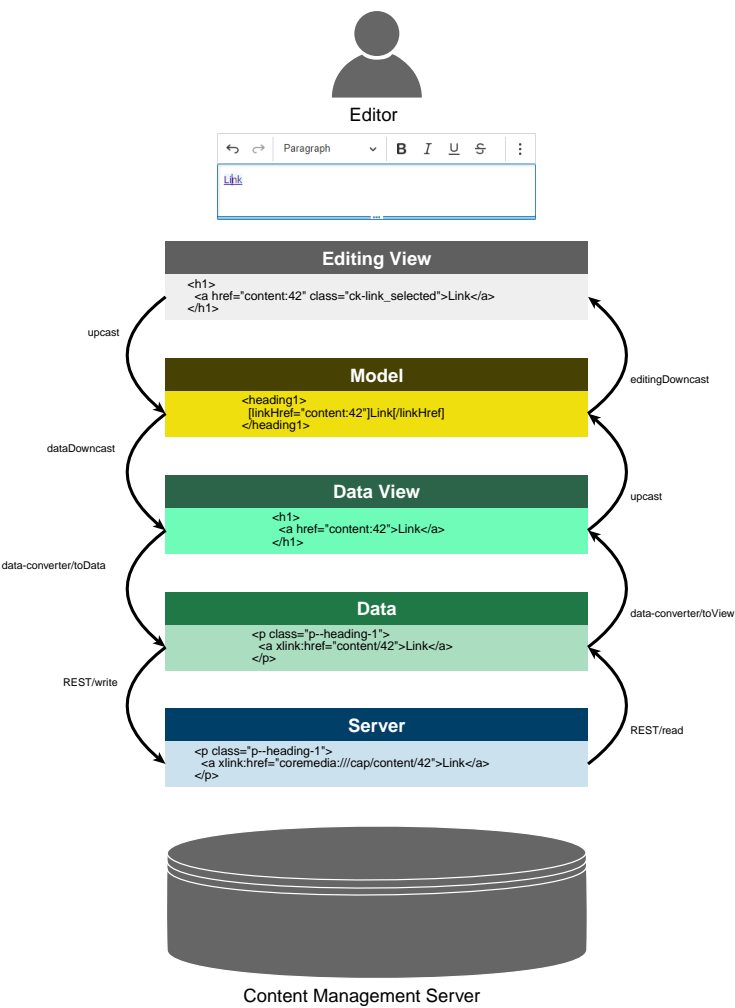 Editor
Paragraph B I U S
Link
Editing View
<h1>
<a href="content:42" class="ck-link_selected">Link</a>
</h1>
upcast
editingDowncast
Model
<heading1>
[linkHref="content:42"]Link[/linkHref]
</heading1>
dataDowncast
upcast
Data View
<h1>
<a href="content:42">Link</a>
</h1>
data-converter/toData
data-converter/toView
Data
<p class="p--heading-1">
<a xlink:href="content/42">Link</a>
</p>
REST/write
REST/read
Server
<p class="p--heading-1">
<a xlink:href="coremedia:///cap/content/42">Link</a>
</p>
Content Management Server